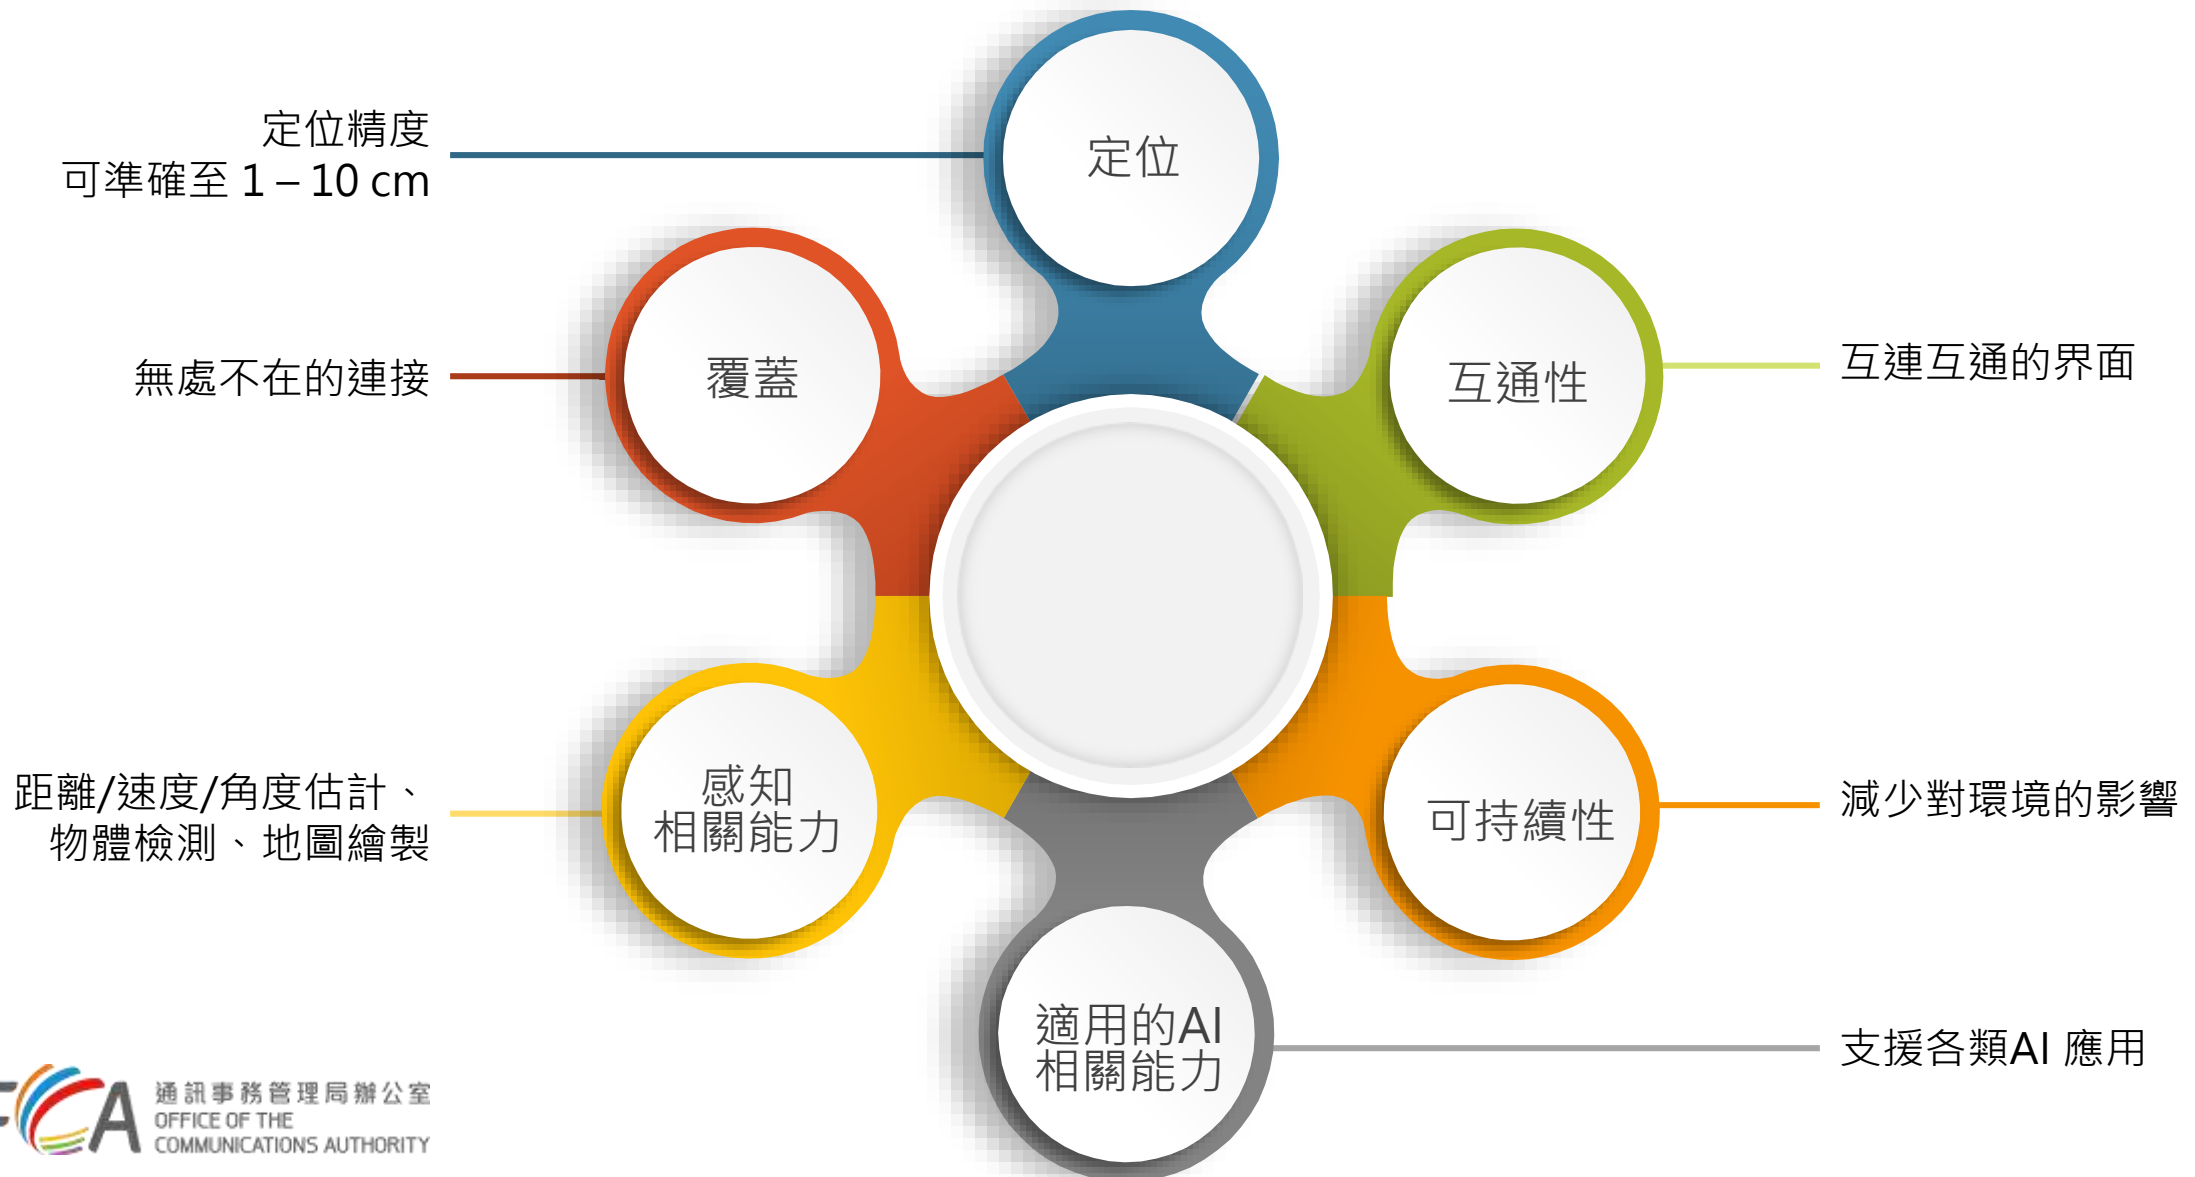 定位精度
可準確至 1 – 10 cm
定位
無處不在的連接
覆蓋
互通性
互連互通的界面
距離/速度/角度估計、
物體檢測、地圖繪製
感知
相關能力
可持續性
減少對環境的影響
適用的AI
相關能力
支援各類AI 應用
FCA
通訊事務管理局辦公室
OFFICE OF THE
COMMUNICATIONS AUTHORITY